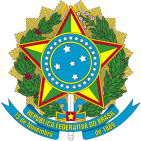 REPÚBLICA FEDERATIVA DO BRASIL
15 de Novembro
de 1889